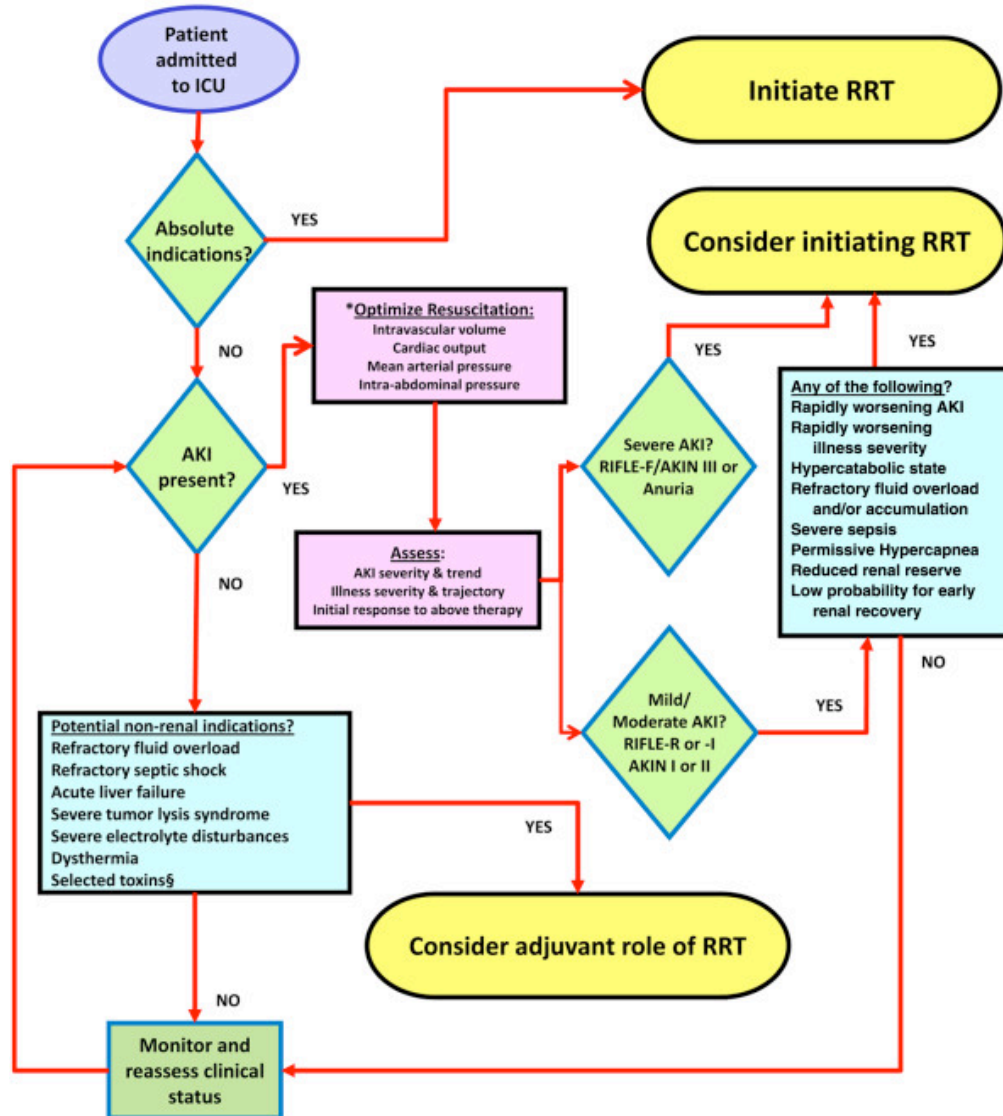 Patient
admitted
to ICU
Initiate RRT
Absolute
indications?
YES
Consider initiating RRT
NO
*Optimize Resuscitation:
Intravascular volume
Cardiac output
Mean arterial pressure
Intra-abdominal pressure
YES
YES
AKI
present?
YES
Severe AKI?
RIFLE-F/AKIN III or
Anuria
Any of the following?
Rapidly worsening AKI
Rapidly worsening
illness severity
Hypercatabolic state
Refractory fluid overload
and/or accumulation
Severe sepsis
Permissive Hypercapnea
Reduced renal reserve
Low probability for early
renal recovery
Assess:
AKI severity & trend
Illness severity & trajectory
Initial response to above therapy
NO
NO
Mild/
Moderate AKI?
RIFLE-R or -I
AKIN I or II
YES
Potential non-renal indications?
Refractory fluid overload
Refractory septic shock
Acute liver failure
Severe tumor lysis syndrome
Severe electrolyte disturbances
Dysthermia
Selected toxins§
YES
Consider adjuvant role of RRT
NO
Monitor and
reassess clinical
status